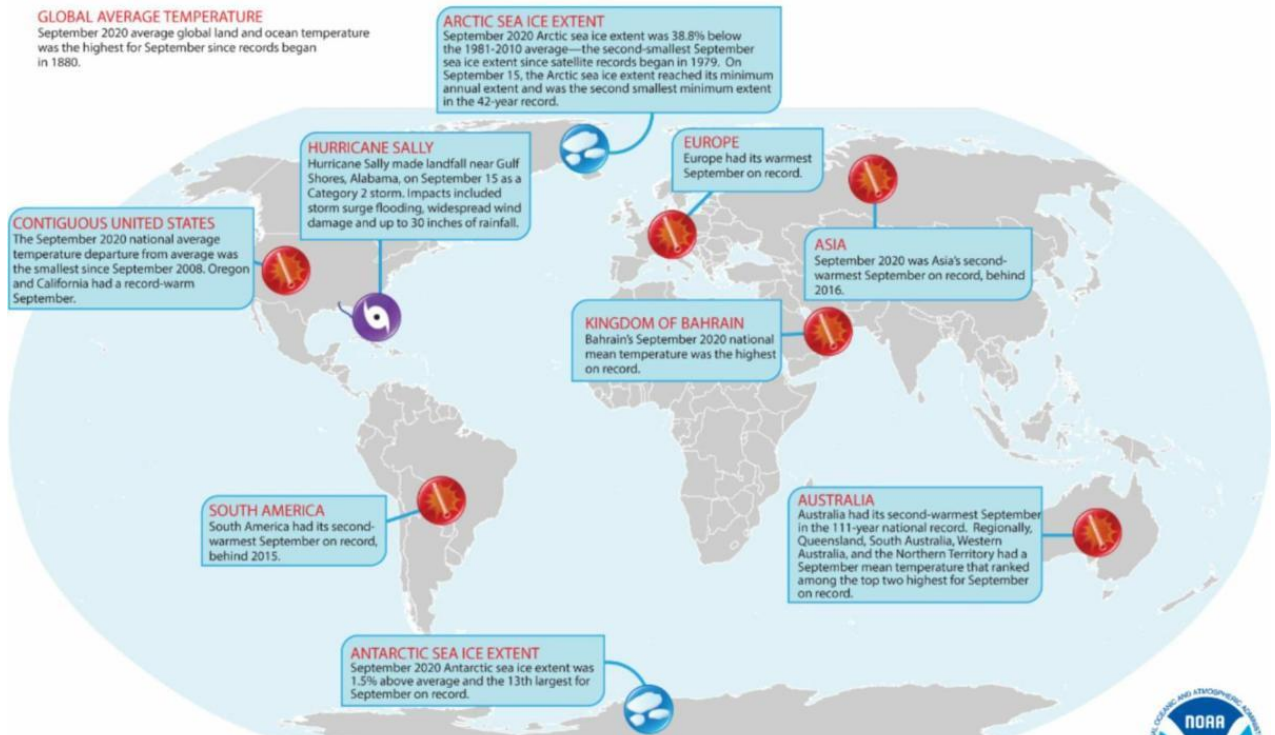 GLOBAL AVERAGE TEMPERATURE
September 2020 average global land and ocean temperature
was the highest for September since records began
in 1880.
ARCTIC SEA ICE EXTENT
September 2020 Arctic sea ice extent was 38.8% below
the 1981-2010 average—the second-smallest September
sea ice extent since satellite records began in 1979. On
September 15, the Arctic sea ice extent reached its minimum
annual extent and was the second smallest minimum extent
in the 42-year record.
HURRICANE SALLY
Hurricane Sally made landfall near Gulf
Shores, Alabama, on September 15 as a
Category 2 storm. Impacts included
storm surge flooding, widespread wind
damage and up to 30 inches of rainfall.
EUROPE
Europe had its warmest
September on record.
CONTIGUOUS UNITED STATES
The September 2020 national average
temperature departure from average was
the smallest since September 2008. Oregon
and California had a record-warm
September.
ASIA
September 2020 was Asia's second-
warmest September on record, behind
2016.
KINGDOM OF BAHRAIN
Bahrain's September 2020 national
mean temperature was the highest
on record.
SOUTH AMERICA
South America had its second-
warmest September on record,
behind 2015.
AUSTRALIA
Australia had its second-warmest September
in the 111-year national record. Regionally,
Queensland, South Australia, Western
Australia, and the Northern Territory had a
September mean temperature that ranked
among the top two highest for September
on record.
ANTARCTIC SEA ICE EXTENT
September 2020 Antarctic sea ice extent was
1.5% above average and the 13th largest for
September on record.
OCEANIC AND ATMOSPHERIC
NOAA